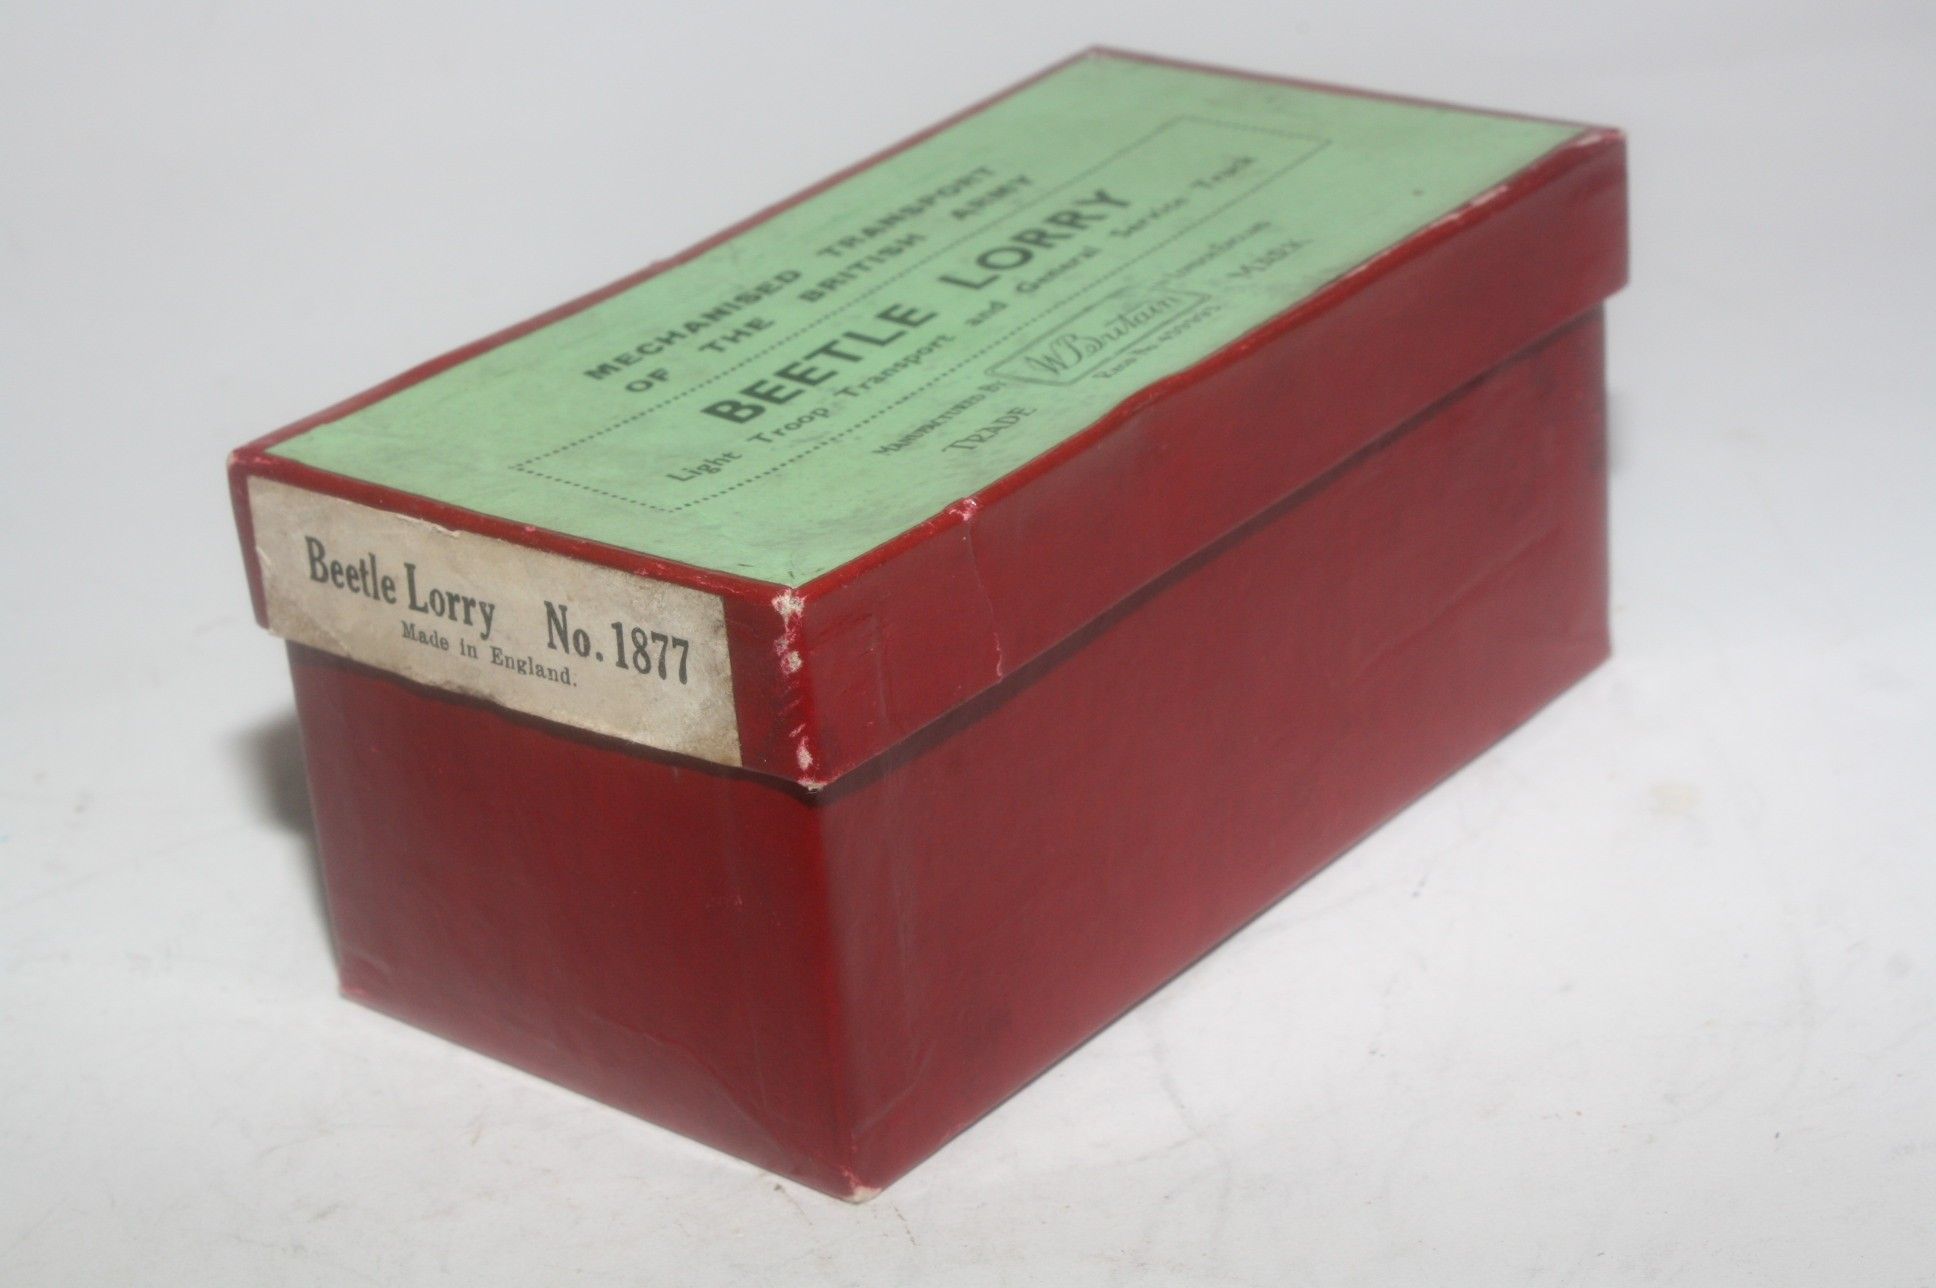 MECHANISED TRANSPORT
OF THE BRITISH ARMY
BEETLE LORRY
Light Troop Transport and General Service Truck
MANUFACTURED BY WBritain
TRADE MARK.
Beetle Lorry No. 1877
Made in England.